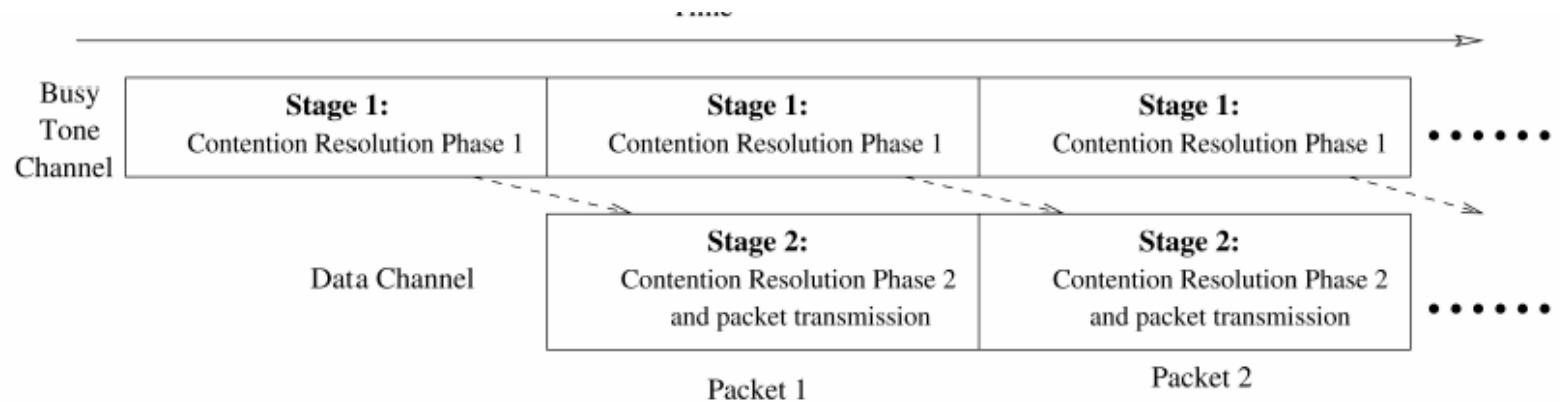 Time
Busy
Tone
Channel
Stage 1:
Contention Resolution Phase 1
Stage 1:
Contention Resolution Phase 1
Stage 1:
Contention Resolution Phase 1
Data Channel
Stage 2:
Contention Resolution Phase 2
and packet transmission
Stage 2:
Contention Resolution Phase 2
and packet transmission
Packet 1
Packet 2